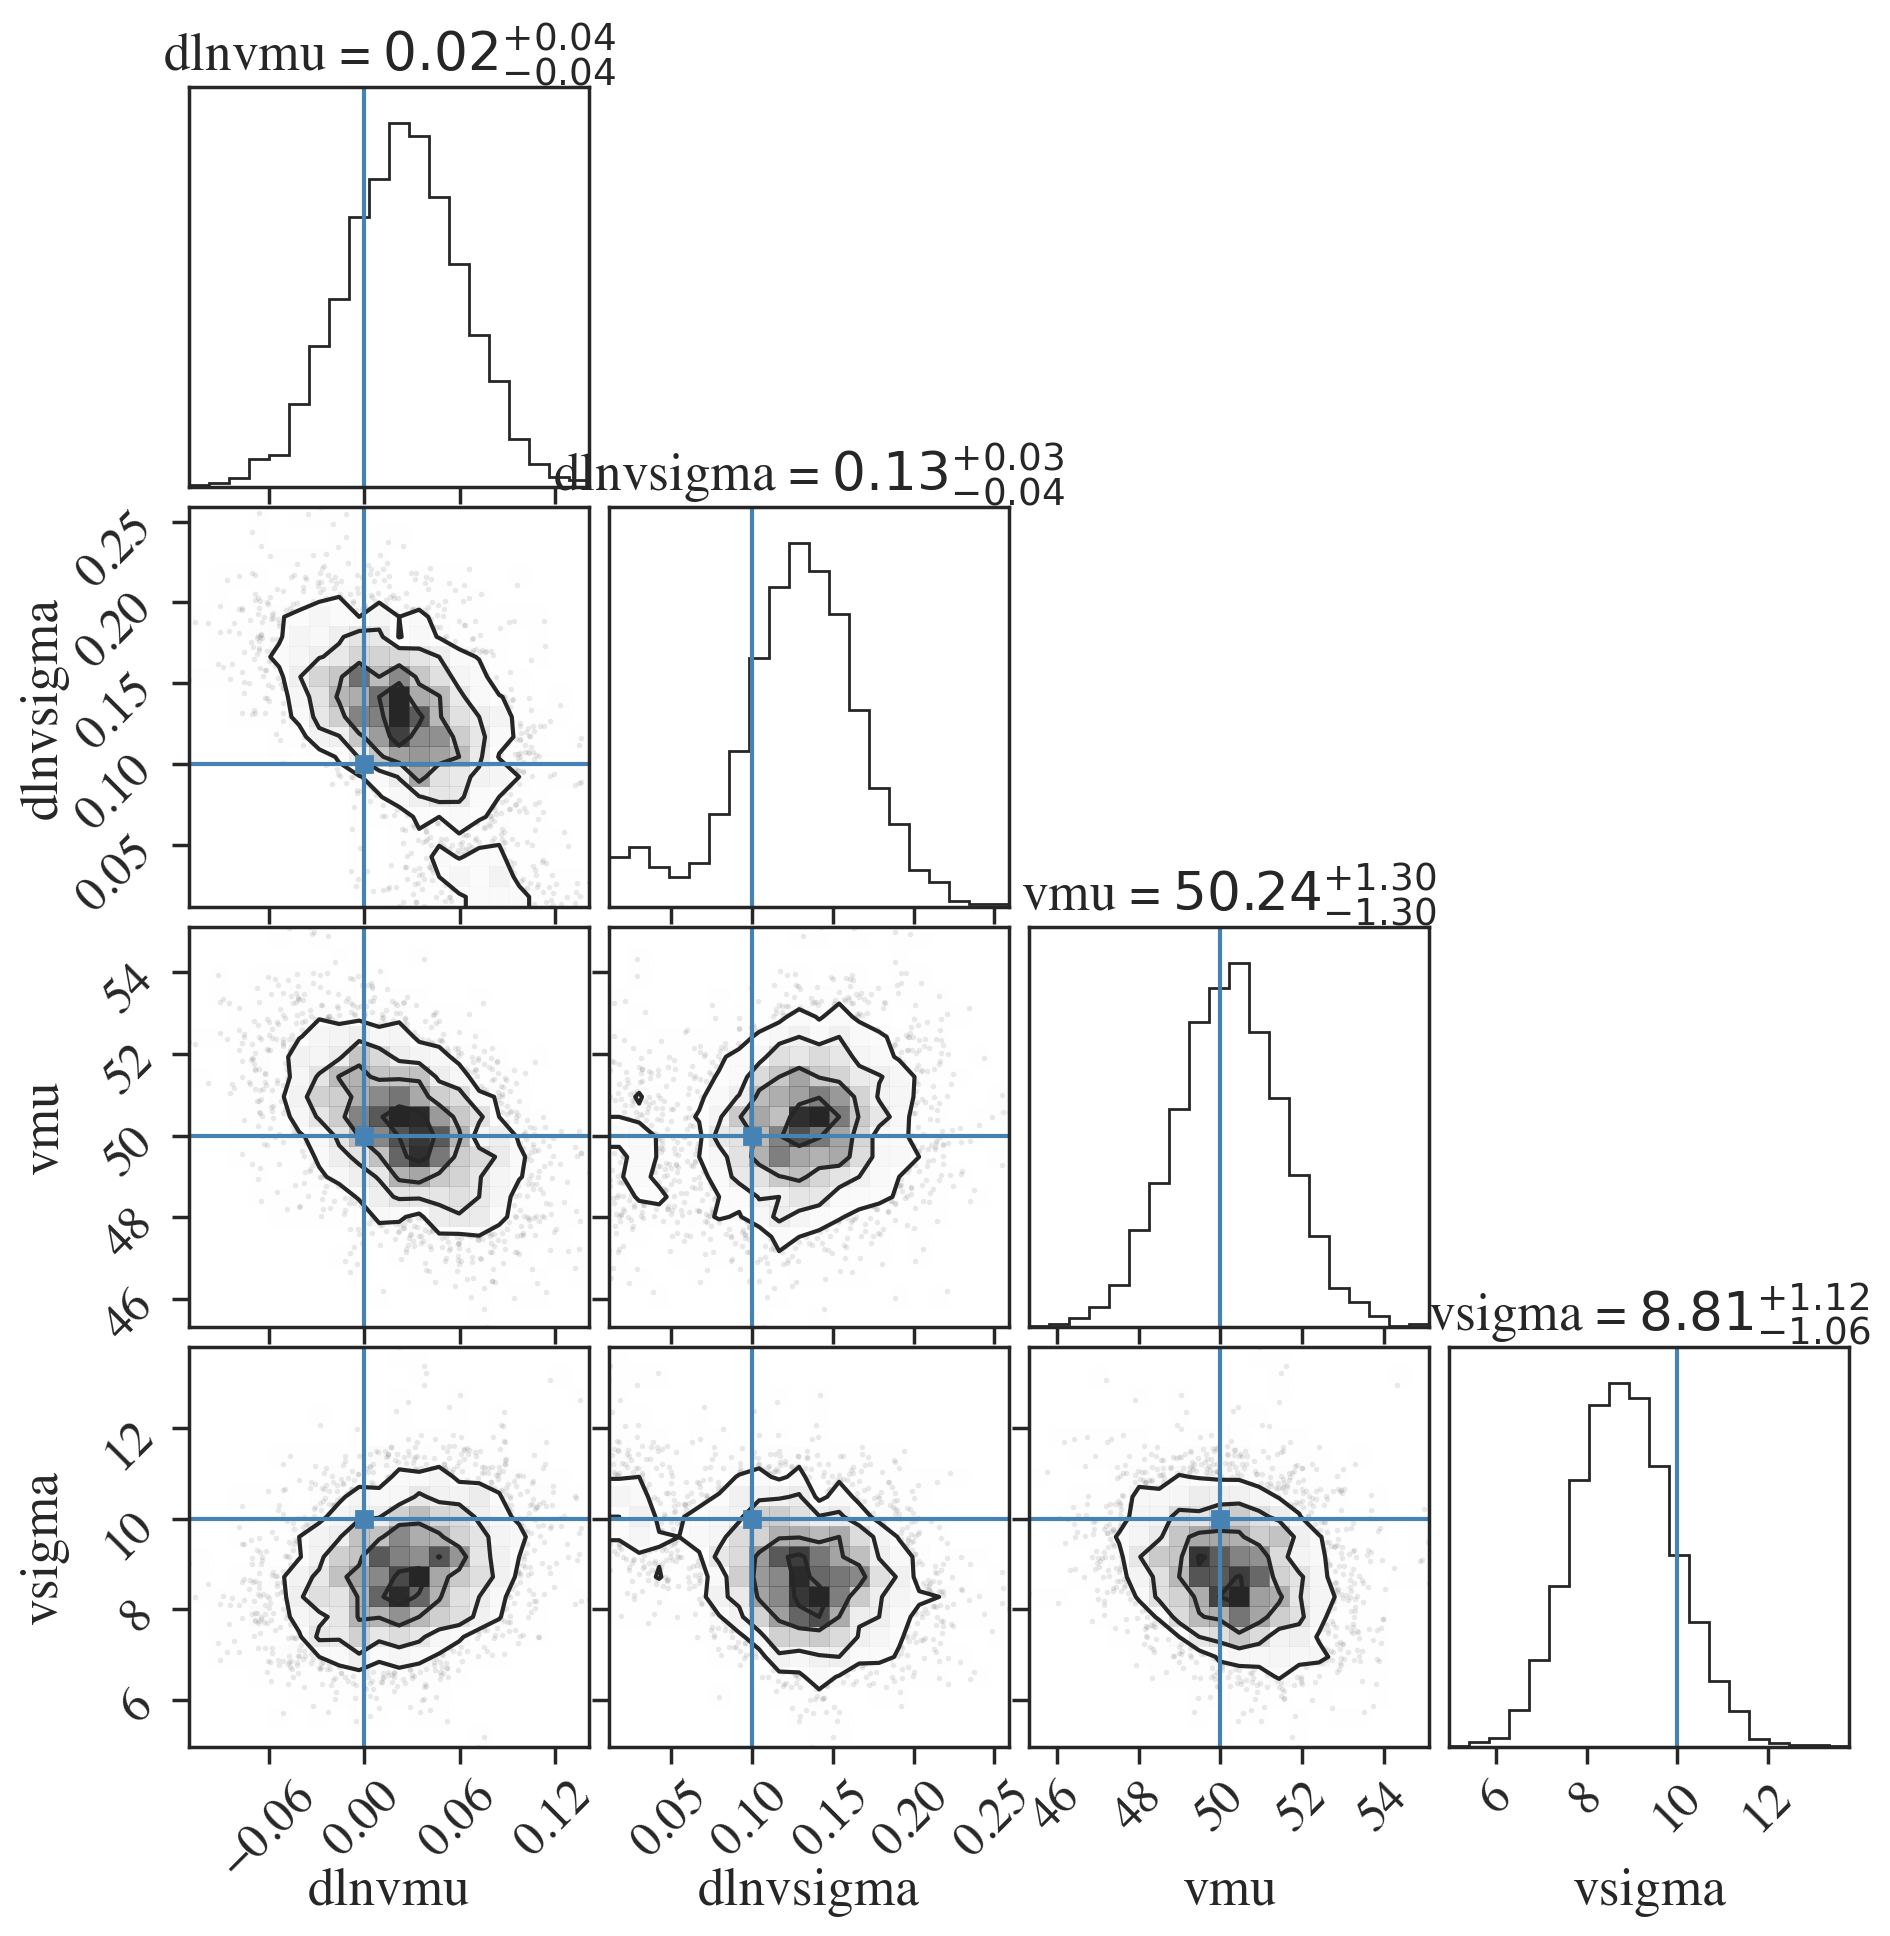 dlnvmu = 0.02+0.04 −0.04
dlnvsigma = 0.13+0.03 −0.04
0.25
0.20
0.15
0.10
0.05
dlnvsigma
vmu = 50.24+1.30 −1.30
54
52
50
48
46
vmu
vsigma = 8.81+1.12 −1.06
12
10
8
6
vsigma
−0.06 0.00 0.06 0.12 0.05 0.10 0.15 0.20 0.25 46 48 50 52 54 6 8 10 12
dlnvmu dlnvsigma vmu vsigma